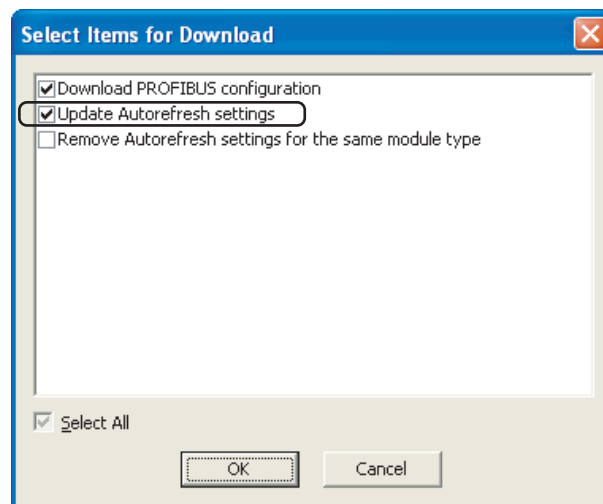 Select Items for Download
Download PROFIBUS configuration
Update Autorefresh settings
Remove Autorefresh settings for the same module type
Select All
OK
Cancel